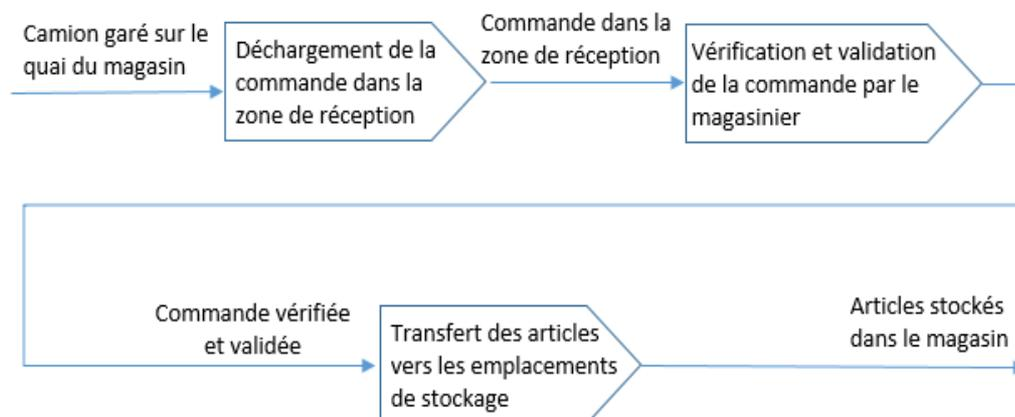 Camion garé sur le
quai du magasin
Déchargement de la
commande dans la
zone de réception
Commande dans la
zone de réception
Vérification et validation
de la commande par le
magasinier
Commande vérifiée
et validée
Transfert des articles
vers les emplacements
de stockage
Articles stockés
dans le magasin